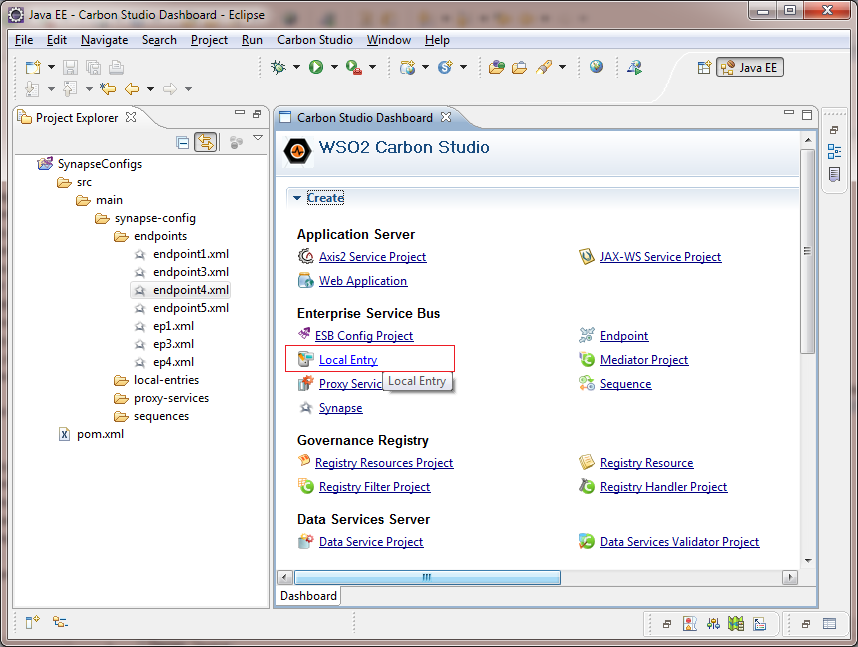 Java EE - Carbon Studio Dashboard - Eclipse
File Edit Navigate Search Project Run Carbon Studio Window Help
Java EE
Project Explorer
SynapseConfigs
src
main
synapse-config
endpoints
endpoint1.xml
endpoint3.xml
endpoint4.xml
endpoint5.xml
ep1.xml
ep3.xml
ep4.xml
local-entries
proxy-services
sequences
pom.xml
Carbon Studio Dashboard
WSO2 Carbon Studio
Create
Application Server
Axis2 Service Project JAX-WS Service Project
Web Application
Enterprise Service Bus
ESB Config Project Endpoint
Local Entry Mediator Project
Proxy Servic Local Entry Sequence
Synapse
Governance Registry
Registry Resources Project Registry Resource
Registry Filter Project Registry Handler Project
Data Services Server
Data Service Project Data Services Validator Project
Dashboard